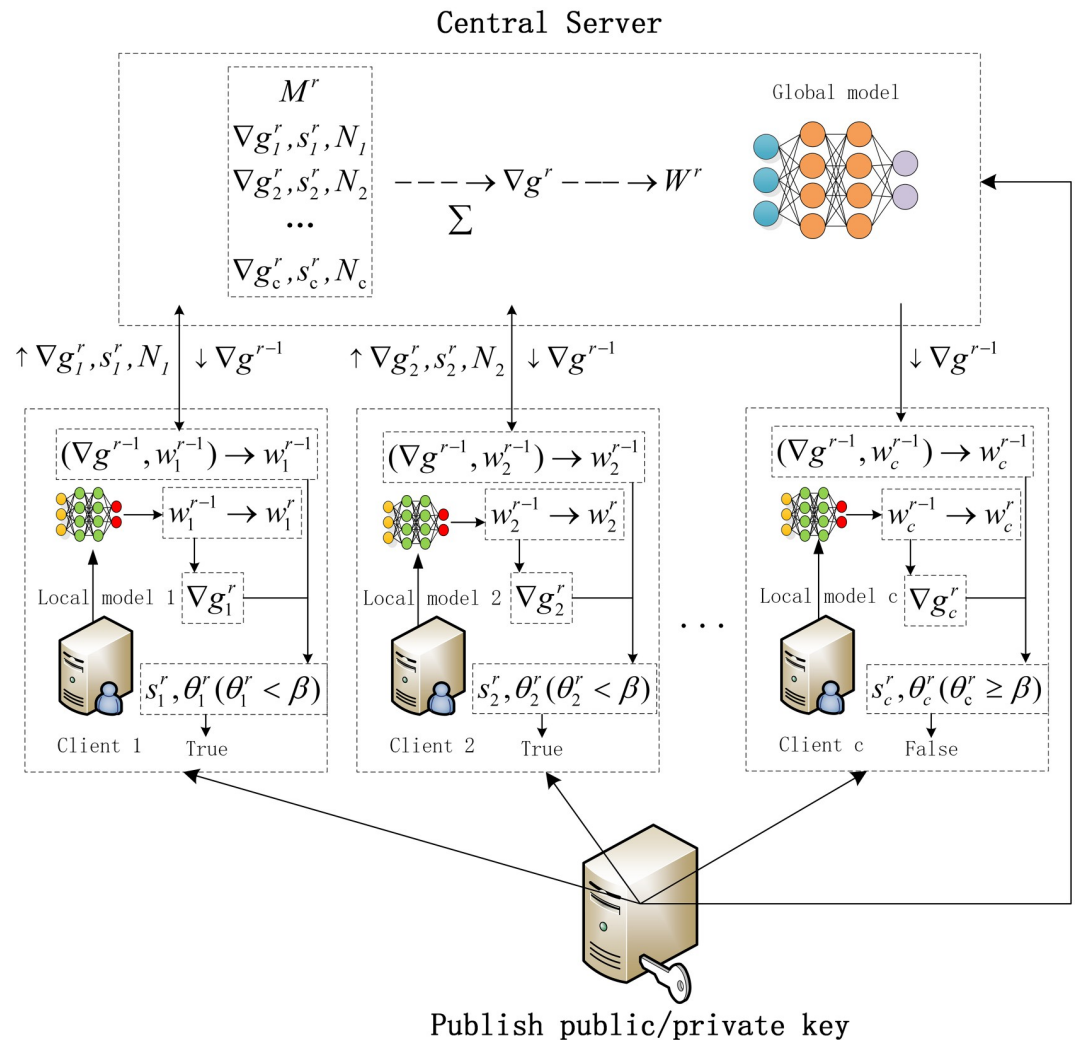 Central Server
M^r
∇g_1^r, s_1^r, N_1
∇g_2^r, s_2^r, N_2
...
∇g_c^r, s_c^r, N_c
∑
∇g^r
W^r
Global model
↑ ∇g_1^r, s_1^r, N_1
↓ ∇g^{r-1}
↑ ∇g_2^r, s_2^r, N_2
↓ ∇g^{r-1}
↓ ∇g^{r-1}
(∇g^{r-1}, w_1^{r-1}) → w_1^{r-1}
w_1^{r-1} → w_1^r
∇g_1^r
Local model 1
s_1^r, θ_1^r (θ_1^r < β)
Client 1
True
(∇g^{r-1}, w_2^{r-1}) → w_2^{r-1}
w_2^{r-1} → w_2^r
∇g_2^r
Local model 2
s_2^r, θ_2^r (θ_2^r < β)
Client 2
True
...
(∇g^{r-1}, w_c^{r-1}) → w_c^{r-1}
w_c^{r-1} → w_c^r
∇g_c^r
Local model c
s_c^r, θ_c^r (θ_c^r ≥ β)
Client c
False
Publish public/private key